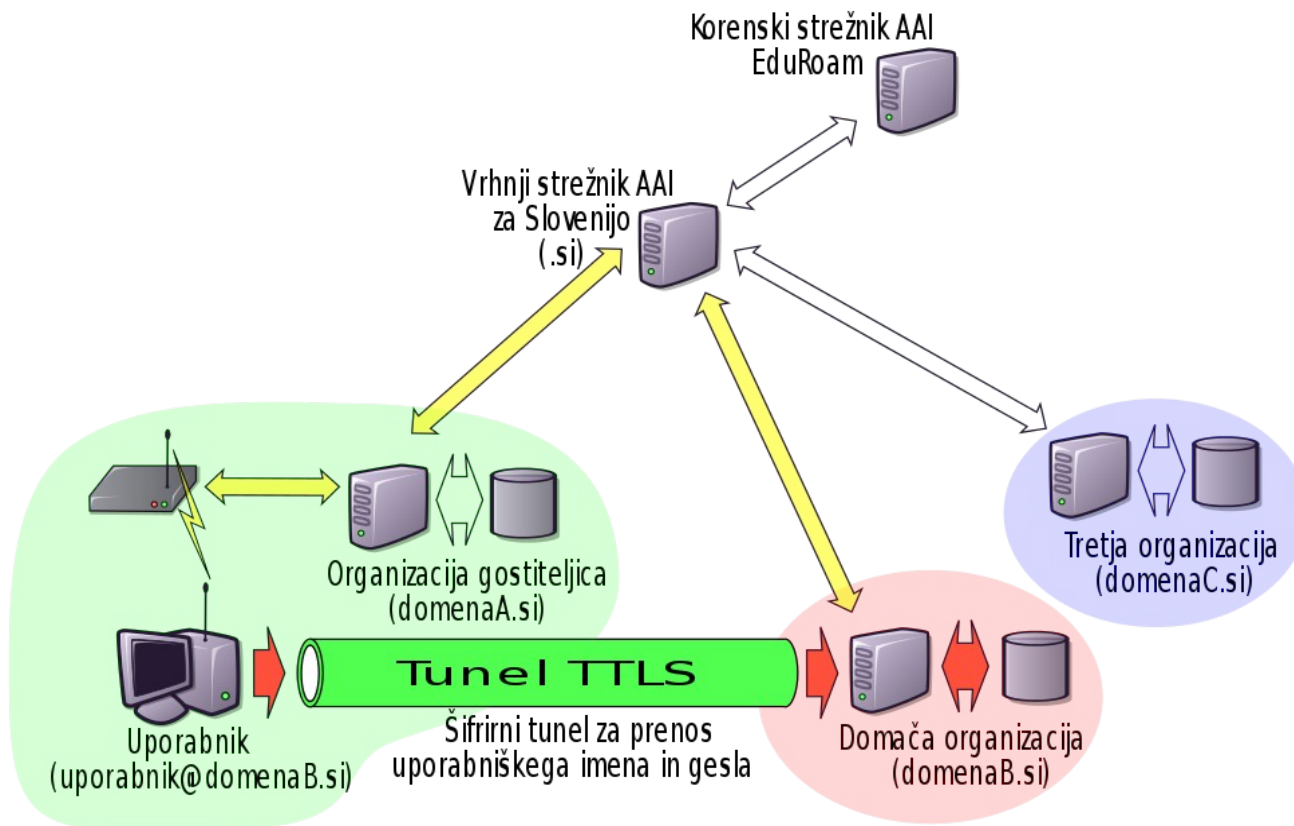 Korenski strežnik AAI
EduRoam
Vrhnji strežnik AAI
za Slovenijo
(.si)
Organizacija gostiteljica
(domenaA.si)
Tretja organizacija
(domenaC.si)
Tunel TTLS
Šifrirni tunel za prenos
uporabniškega imena in gesla
Uporabnik
(uporabnik@domenaB.si)
Domača organizacija
(domenaB.si)